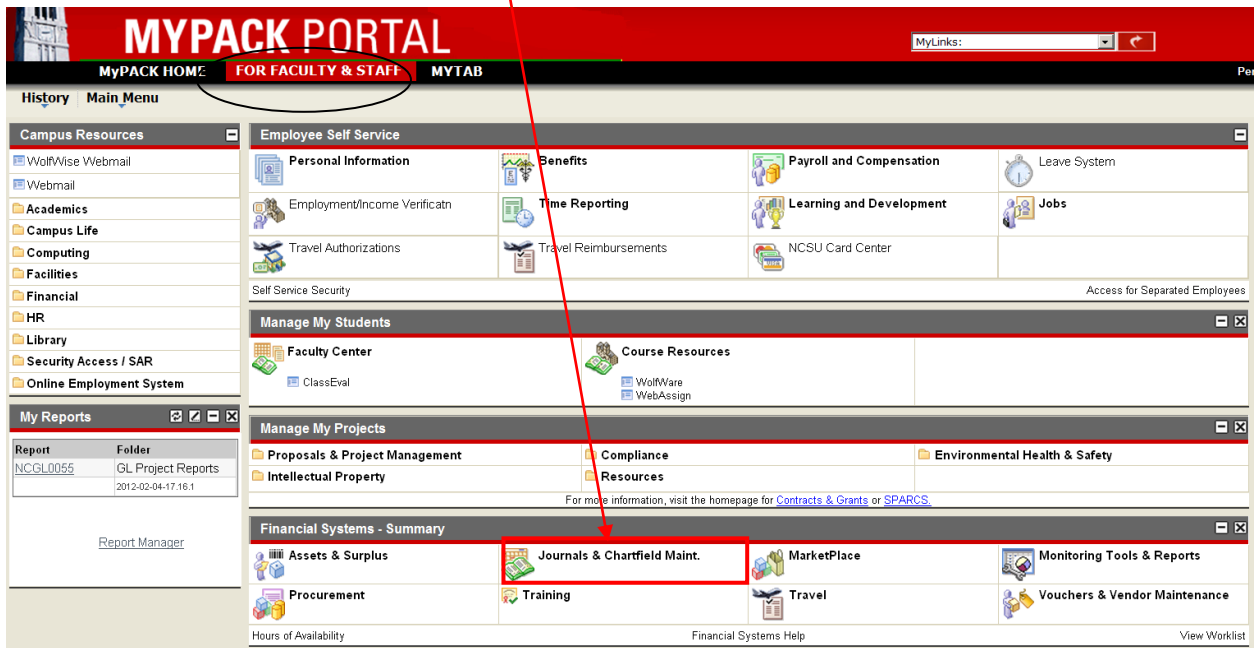 MYPACK PORTAL
MyLinks:
MyPACK HOME FOR FACULTY & STAFF MYTAB
Per
History Main Menu
Campus Resources
WolfWise Webmail
Webmail
Academics
Campus Life
Computing
Facilities
Financial
HR
Library
Security Access / SAR
Online Employment System
My Reports
Report Folder
NCGL0055 GL Project Reports
2012-02-04-17.16.1
Report Manager
Employee Self Service
Personal Information Benefits Payroll and Compensation Leave System
Employment/Income Verificatn Time Reporting Learning and Development Jobs
Travel Authorizations Travel Reimbursements NCSU Card Center
Self Service Security Access for Separated Employees
Manage My Students
Faculty Center Course Resources
ClassEval WolfWare
WebAssign
Manage My Projects
Proposals & Project Management Compliance Environmental Health & Safety
Intellectual Property Resources
For more information, visit the homepage for Contracts & Grants or SPARCS.
Financial Systems - Summary
Assets & Surplus Journals & Chartfield Maint. MarketPlace Monitoring Tools & Reports
Procurement Training Travel Vouchers & Vendor Maintenance
Hours of Availability Financial Systems Help View Worklist